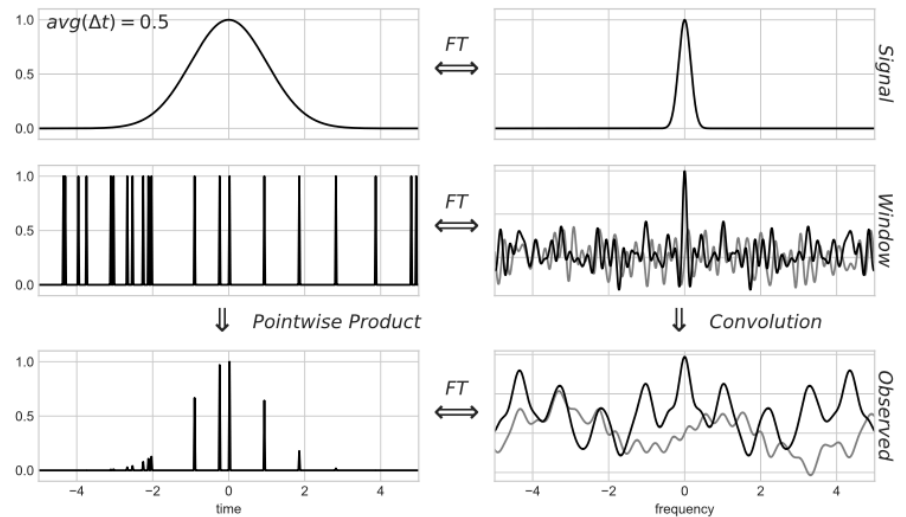 1.0
avg(Δt) = 0.5
0.5
0.0
FT
⇔
Signal
1.0
0.5
0.0
FT
⇔
Window
⇓ Pointwise Product
⇓ Convolution
1.0
0.5
0.0
FT
⇔
Observed
−4 −2 0 2 4
time
−4 −2 0 2 4
frequency